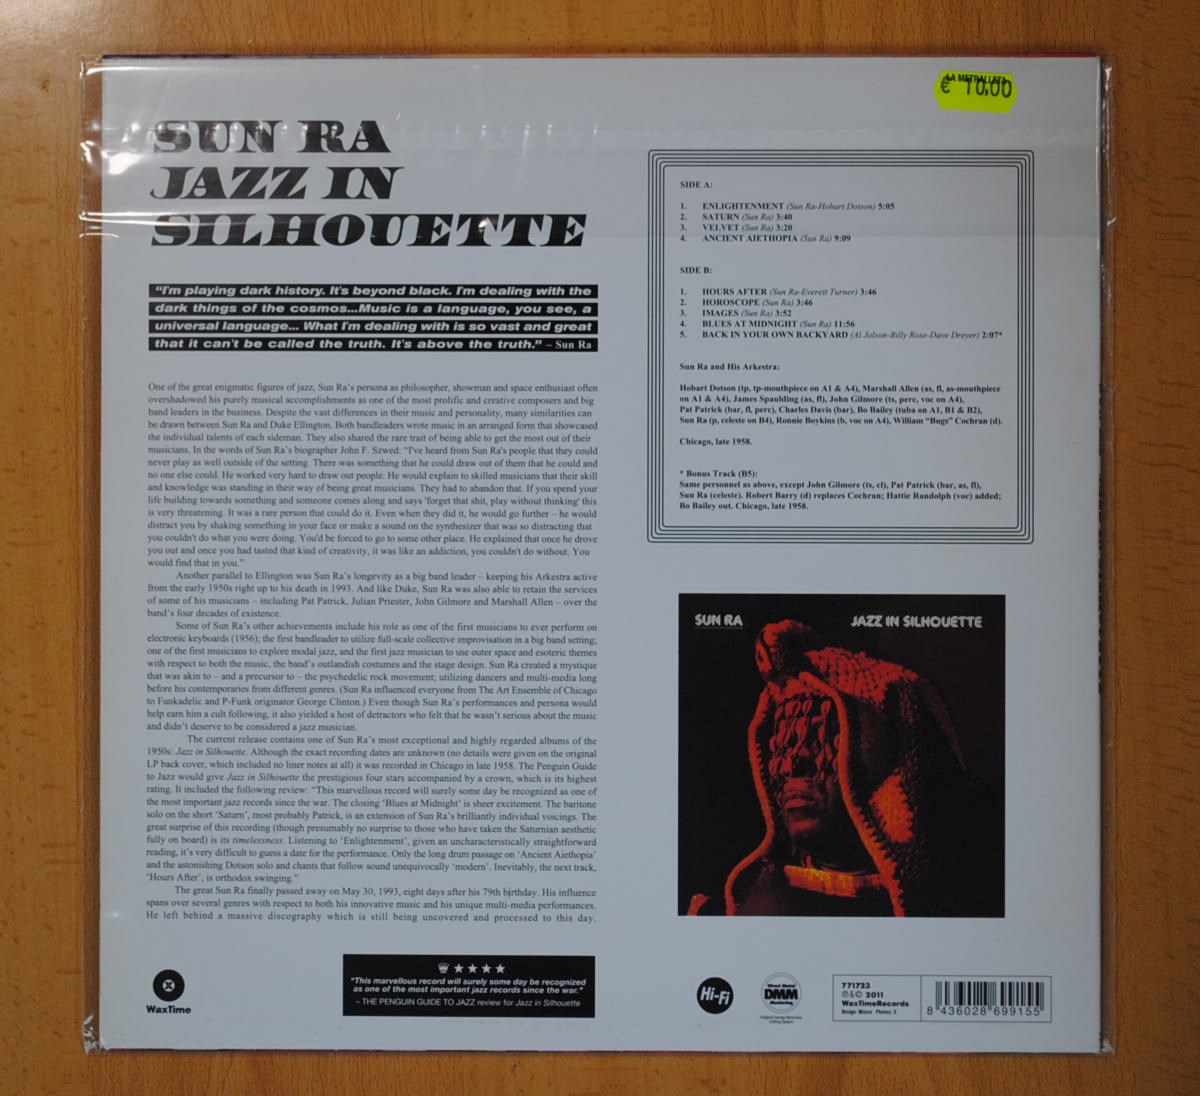 LA METRALLETA
€ 10.00
SUN RA
JAZZ IN
SILHOUETTE
"I'm playing dark history. It's beyond black. I'm dealing with the
dark things of the cosmos...Music is a language, you see, a
universal language... What I'm dealing with is so vast and great
that it can't be called the truth. It's above the truth." – Sun Ra
One of the great enigmatic figures of jazz, Sun Ra's persona as philosopher, showman and space enthusiast often
overshadowed his purely musical accomplishments as one of the most prolific and creative composers and big
band leaders in the business. Despite the vast differences in their music and personality, many similarities can
be drawn between Sun Ra and Duke Ellington. Both bandleaders wrote music in an arranged form that showcased
the individual talents of each sideman. They also shared the rare trait of being able to get the most out of their
musicians. In the words of Sun Ra's biographer John F. Szwed: "I've heard from Sun Ra's people that they could
never play as well outside of the setting. There was something that he could draw out of them that he could and
no one else could. He worked very hard to draw out people. He would explain to skilled musicians that their skill
and knowledge was standing in their way of being great musicians. They had to abandon that. If you spend your
life building towards something and someone comes along and says 'forget that shit, play without thinking' this
is very threatening. It was a rare person that could do it. Even when they did it, he would go further – he would
distract you by shaking something in your face or make a sound on the synthesizer that was so distracting that
you couldn't do what you were doing. You'd be forced to go to some other place. He explained that once he drove
you out and once you had tasted that kind of creativity, it was like an addiction, you couldn't do without. You
would find that in you."
Another parallel to Ellington was Sun Ra's longevity as a big band leader – keeping his Arkestra active
from the early 1950s right up to his death in 1993. And like Duke, Sun Ra was also able to retain the services
of some of his musicians – including Pat Patrick, Julian Priester, John Gilmore and Marshall Allen – over the
band's four decades of existence.
Some of Sun Ra's other achievements include his role as one of the first musicians to ever perform on
electronic keyboards (1956); the first bandleader to utilize full-scale collective improvisation in a big band setting;
one of the first musicians to explore modal jazz, and the first jazz musician to use outer space and esoteric themes
with respect to both the music, the band's outlandish costumes and the stage design. Sun Ra created a mystique
that was akin to – and a precursor to – the psychedelic rock movement; utilizing dancers and multi-media long
before his contemporaries from different genres. (Sun Ra influenced everyone from The Art Ensemble of Chicago
to Funkadelic and P-Funk originator George Clinton.) Even though Sun Ra's performances and persona would
help earn him a cult following, it also yielded a host of detractors who felt that he wasn't serious about the music
and didn't deserve to be considered a jazz musician.
The current release contains one of Sun Ra's most exceptional and highly regarded albums of the
1950s: Jazz in Silhouette. Although the exact recording dates are unknown (no details were given on the original
LP back cover, which included no liner notes at all) it was recorded in Chicago in late 1958. The Penguin Guide
to Jazz would give Jazz in Silhouette the prestigious four stars accompanied by a crown, which is its highest
rating. It included the following review: "This marvellous record will surely some day be recognized as one of
the most important jazz records since the war. The closing 'Blues at Midnight' is sheer excitement. The baritone
solo on the short 'Saturn', most probably Patrick, is an extension of Sun Ra's brilliantly individual voicings. The
great surprise of this recording (though presumably no surprise to those who have taken the Saturnian aesthetic
fully on board) is its timelessness. Listening to 'Enlightenment', given an uncharacteristically straightforward
reading, it's very difficult to guess a date for the performance. Only the long drum passage on 'Ancient Aiethopia'
and the astonishing Dotson solo and chants that follow sound unequivocally 'modern'. Inevitably, the next track,
'Hours After', is orthodox swinging."
The great Sun Ra finally passed away on May 30, 1993, eight days after his 79th birthday. His influence
spans over several genres with respect to both his innovative music and his unique multi-media performances.
He left behind a massive discography which is still being uncovered and processed to this day.
SIDE A:
1. ENLIGHTENMENT (Sun Ra-Hobart Dotson) 5:05
2. SATURN (Sun Ra) 3:40
3. VELVET (Sun Ra) 3:20
4. ANCIENT AIETHOPIA (Sun Ra) 9:09
SIDE B:
1. HOURS AFTER (Sun Ra-Everett Turner) 3:46
2. HOROSCOPE (Sun Ra) 3:46
3. IMAGES (Sun Ra) 3:52
4. BLUES AT MIDNIGHT (Sun Ra) 11:56
5. BACK IN YOUR OWN BACKYARD (Al Jolson-Billy Rose-Dave Dreyer) 2:07*
Sun Ra and His Arkestra:
Hobart Dotson (tp, tp-mouthpiece on A1 & A4), Marshall Allen (as, fl, as-mouthpiece
on A1 & A4), James Spaulding (as, fl), John Gilmore (ts, perc, voc on A4),
Pat Patrick (bar, fl, perc), Charles Davis (bar), Bo Bailey (tuba on A1, B1 & B2),
Sun Ra (p, celeste on B4), Ronnie Boykins (b, voc on A4), William "Bugs" Cochran (d).
Chicago, late 1958.
* Bonus Track (B5):
Same personnel as above, except John Gilmore (ts, cl), Pat Patrick (bar, as, fl),
Sun Ra (celeste). Robert Barry (d) replaces Cochran; Hattie Randolph (voc) added;
Bo Bailey out. Chicago, late 1958.
SUN RA JAZZ IN SILHOUETTE
WaxTime
"This marvellous record will surely some day be recognized
as one of the most important jazz records since the war."
– THE PENGUIN GUIDE TO JAZZ review for Jazz in Silhouette
Hi-Fi
Direct Metal
DMM
Mastering
Original George Neumann
Cutting System
771723
℗ & © 2011
WaxTimeRecords
Design: Mistro Photos: X.
8 436028 699155